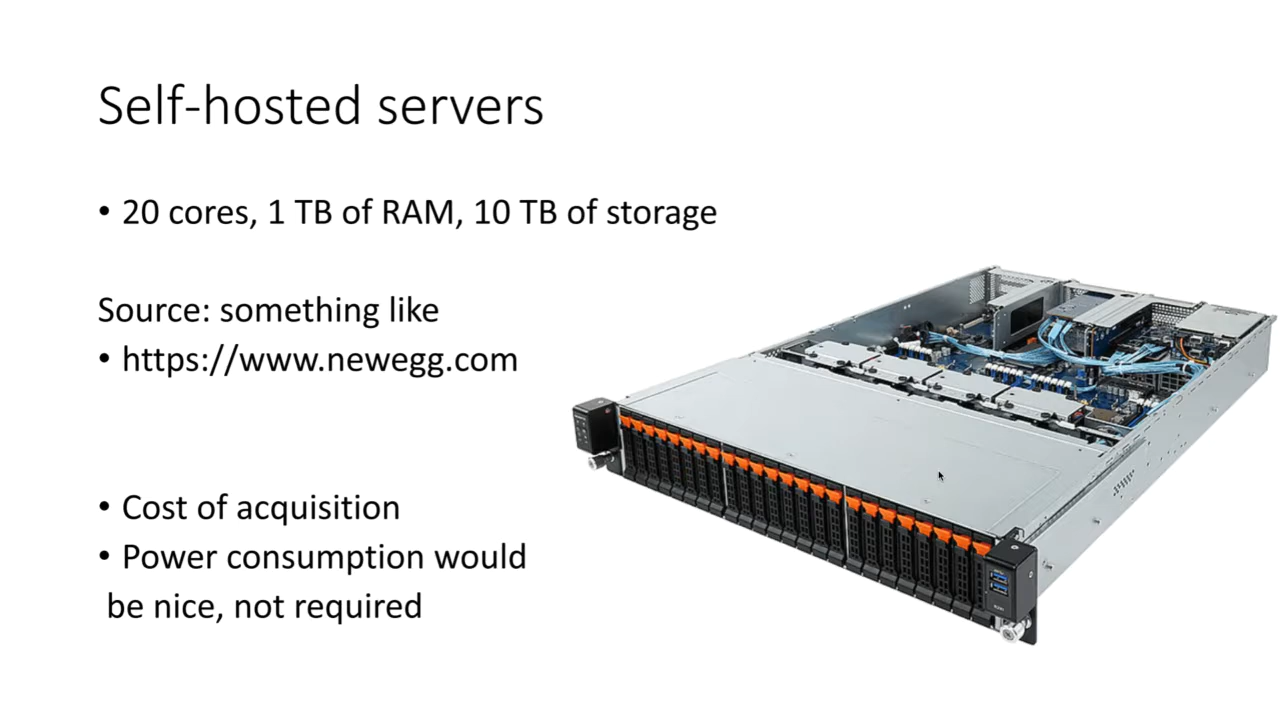 Self-hosted servers
• 20 cores, 1 TB of RAM, 10 TB of storage
Source: something like
• https://www.newegg.com
• Cost of acquisition
• Power consumption would
be nice, not required